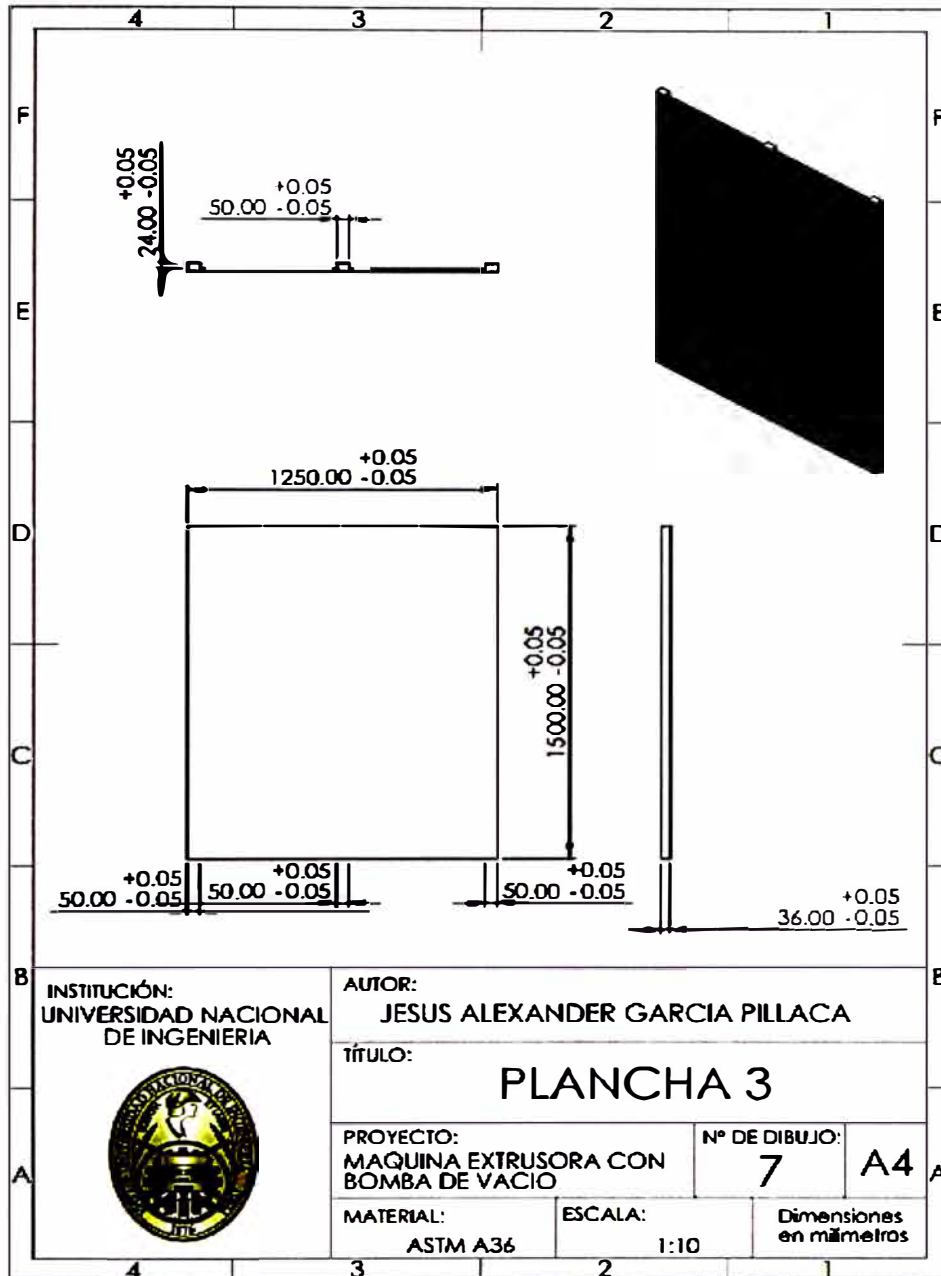 4 3 2 1
F F
+0.05
24.00 -0.05
+0.05
50.00 -0.05
E E
+0.05
1250.00 -0.05
D D
+0.05
1500.00 -0.05
C C
+0.05
50.00 -0.05
+0.05
50.00 -0.05
+0.05
50.00 -0.05
+0.05
36.00 -0.05
B B
INSTITUCIÓN:
UNIVERSIDAD NACIONAL
DE INGENIERIA
AUTOR:
JESUS ALEXANDER GARCIA PILLACA
TÍTULO:
PLANCHA 3
PROYECTO:
MAQUINA EXTRUSORA CON
BOMBA DE VACIO
Nº DE DIBUJO:
7
A4
A A
MATERIAL:
ASTM A36
ESCALA:
1:10
Dimensiones
en milímetros
1876
4 3 2 1